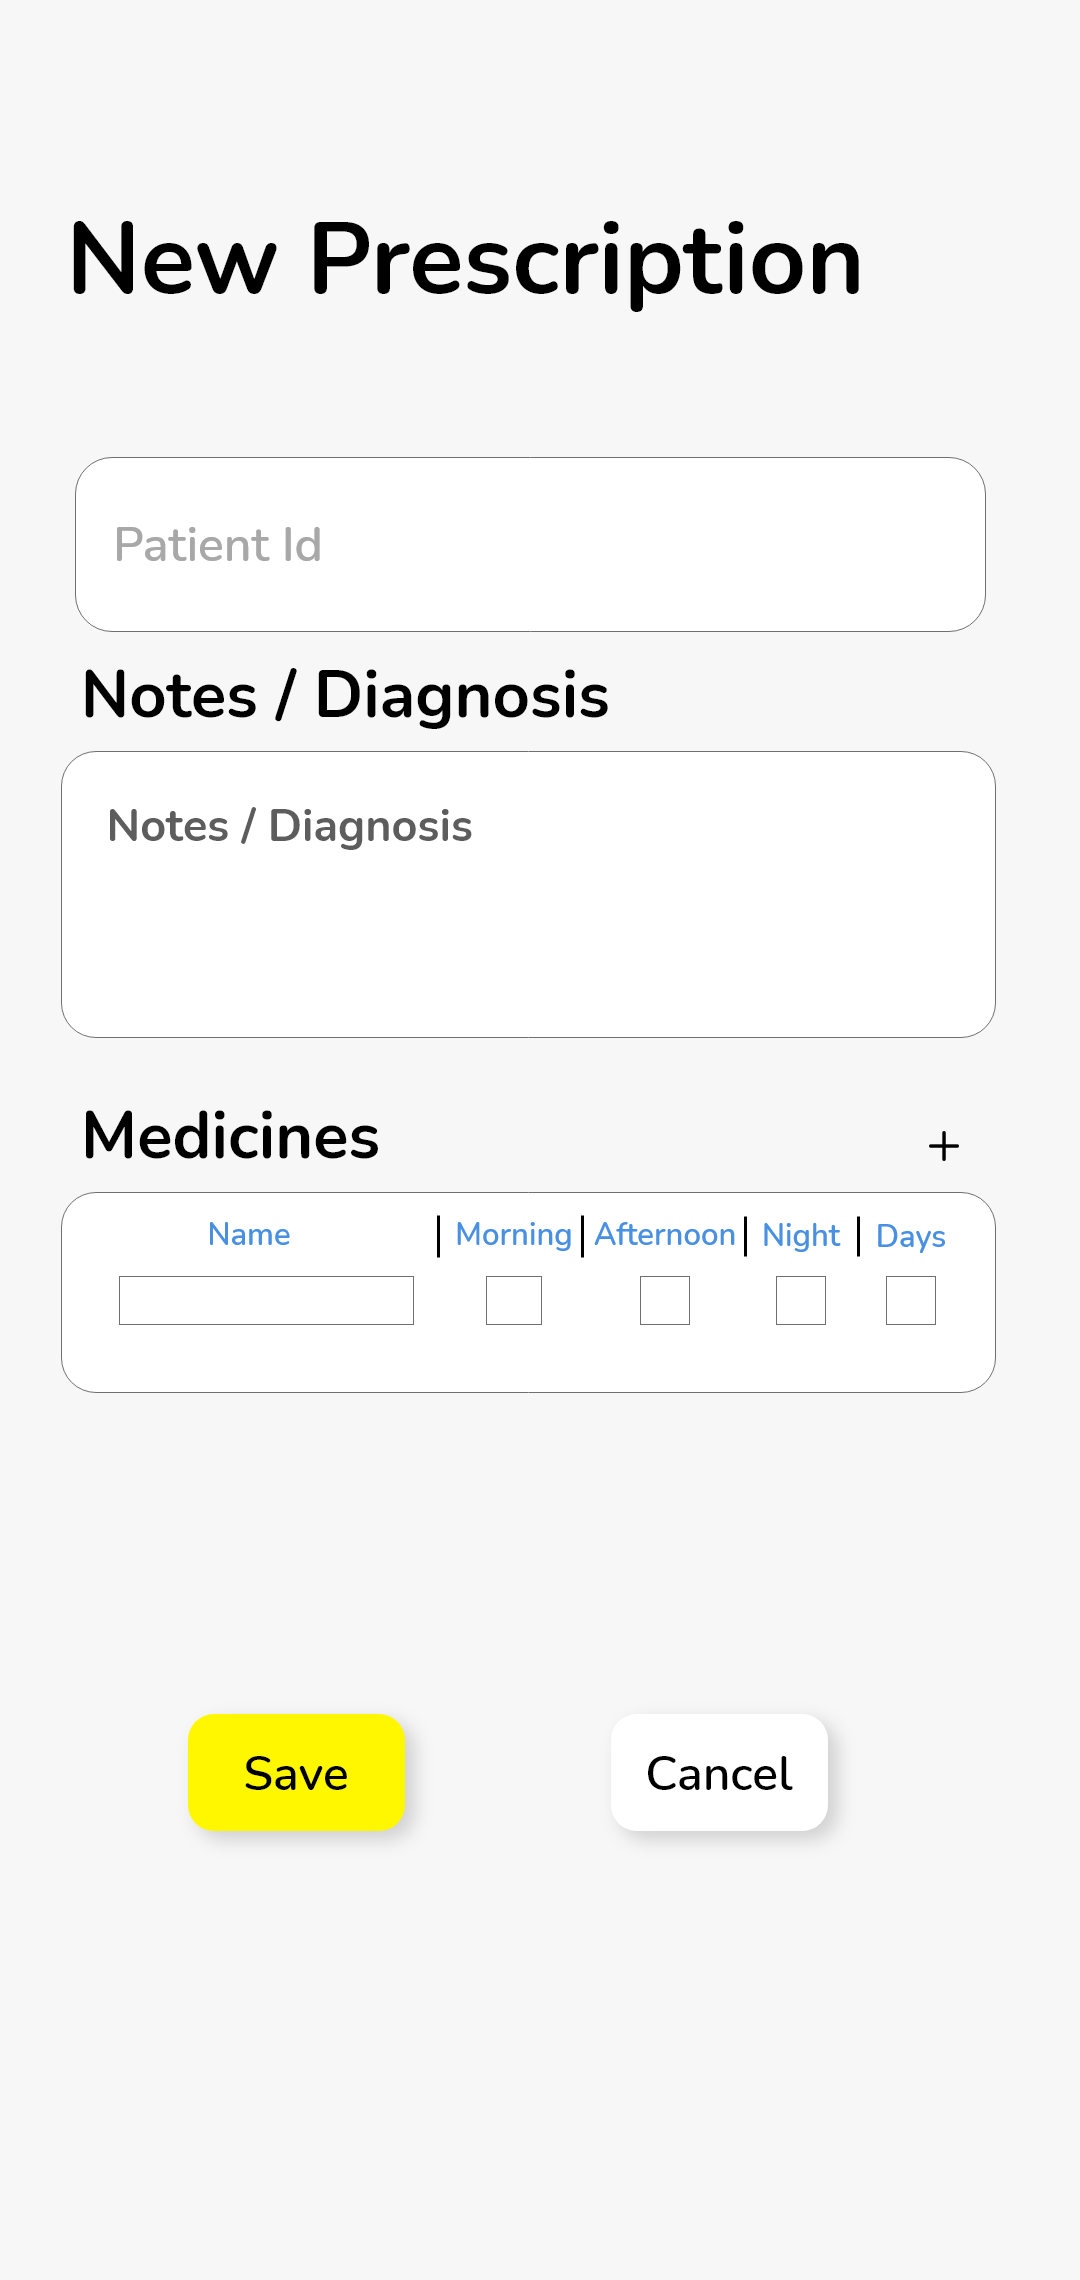 New Prescription
Patient Id
Notes / Diagnosis
Notes / Diagnosis
Medicines +
Name | Morning | Afternoon | Night | Days
Save Cancel